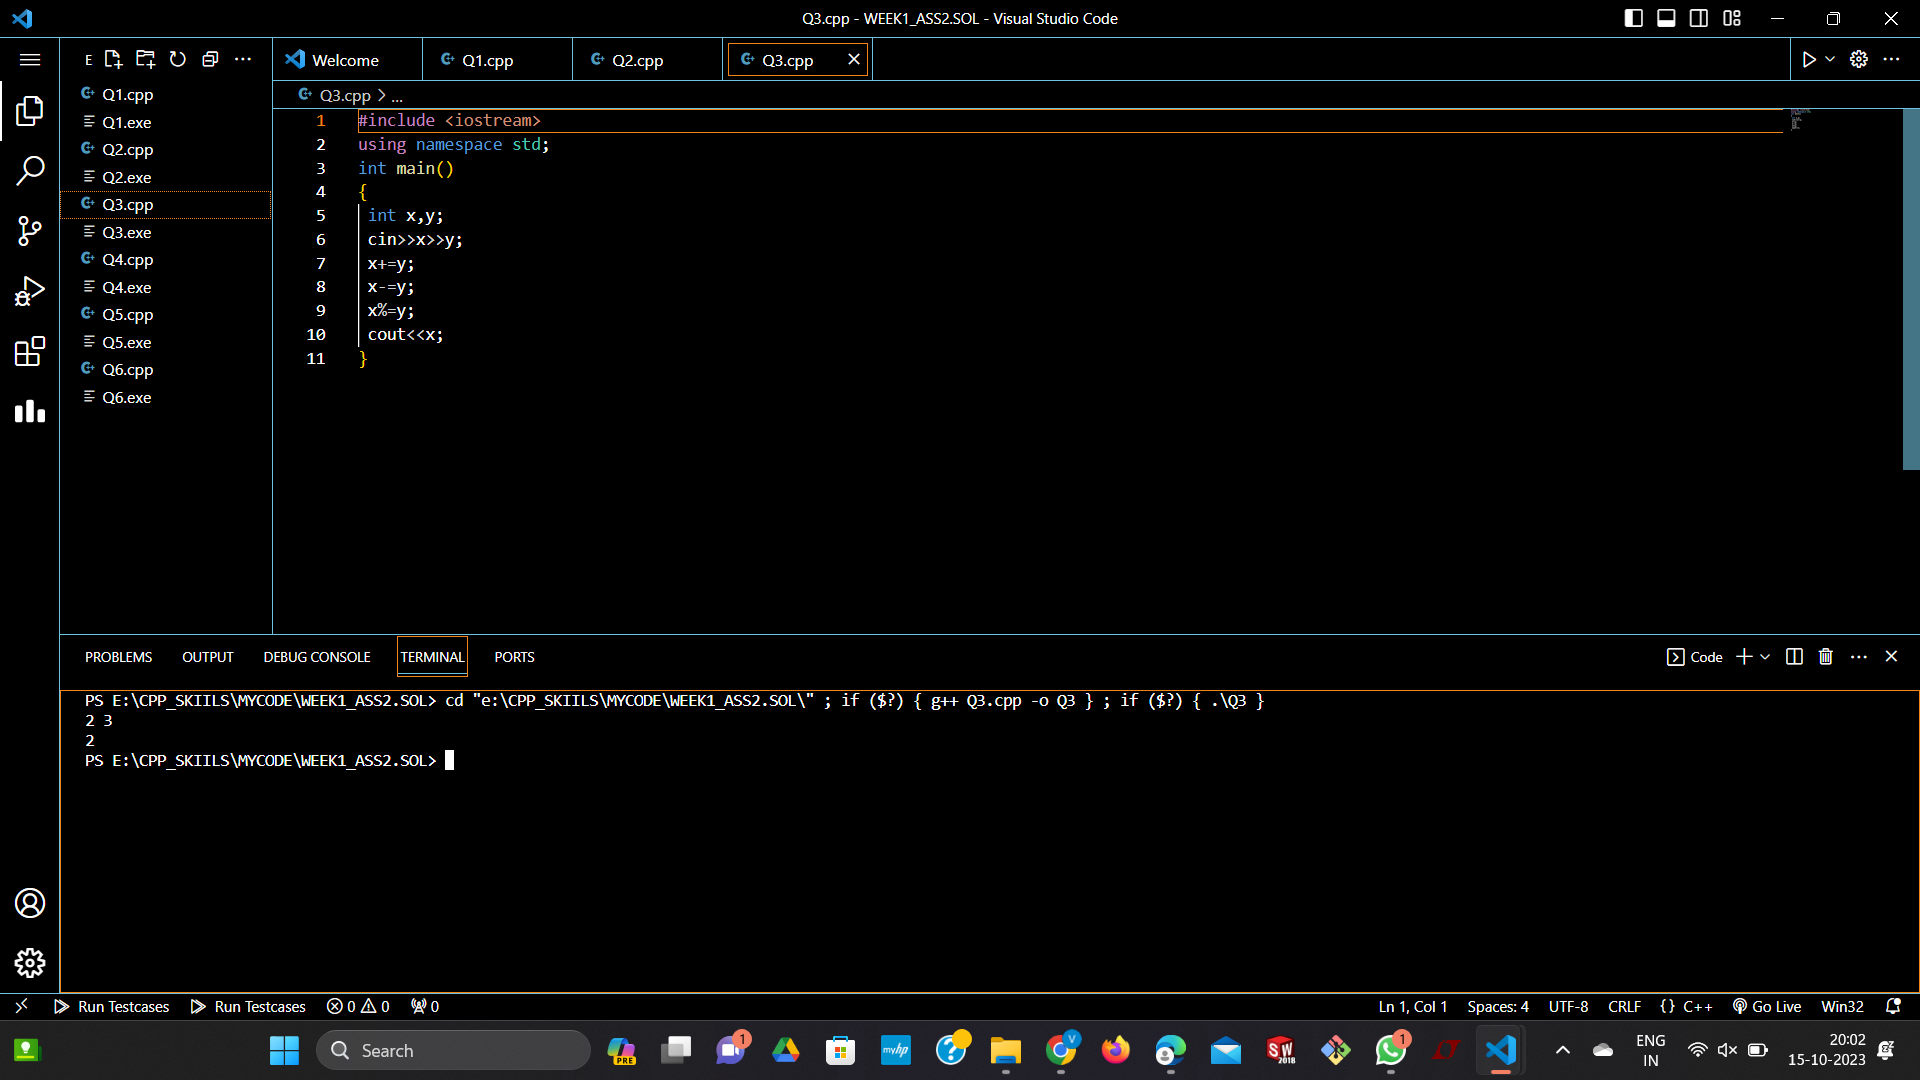 Q3.cpp - WEEK1_ASS2.SOL - Visual Studio Code
E
Welcome
Q1.cpp
Q2.cpp
Q3.cpp
Q1.cpp
Q1.exe
Q2.cpp
Q2.exe
Q3.cpp
Q3.exe
Q4.cpp
Q4.exe
Q5.cpp
Q5.exe
Q6.cpp
Q6.exe
Q3.cpp > ...
1 #include <iostream>
2 using namespace std;
3 int main()
4 {
5 int x,y;
6 cin>>x>>y;
7 x+=y;
8 x-=y;
9 x%=y;
10 cout<<x;
11 }
PROBLEMS OUTPUT DEBUG CONSOLE TERMINAL PORTS
Code
PS E:\CPP_SKIILS\MYCODE\WEEK1_ASS2.SOL> cd "e:\CPP_SKIILS\MYCODE\WEEK1_ASS2.SOL\" ; if ($?) { g++ Q3.cpp -o Q3 } ; if ($?) { .\Q3 }
2 3
2
PS E:\CPP_SKIILS\MYCODE\WEEK1_ASS2.SOL>
Run Testcases Run Testcases 0 0 0
Ln 1, Col 1 Spaces: 4 UTF-8 CRLF {} C++ Go Live Win32
Search
PRE
1
myhp
?
V
SW
2018
1
ENG
IN
20:02
15-10-2023